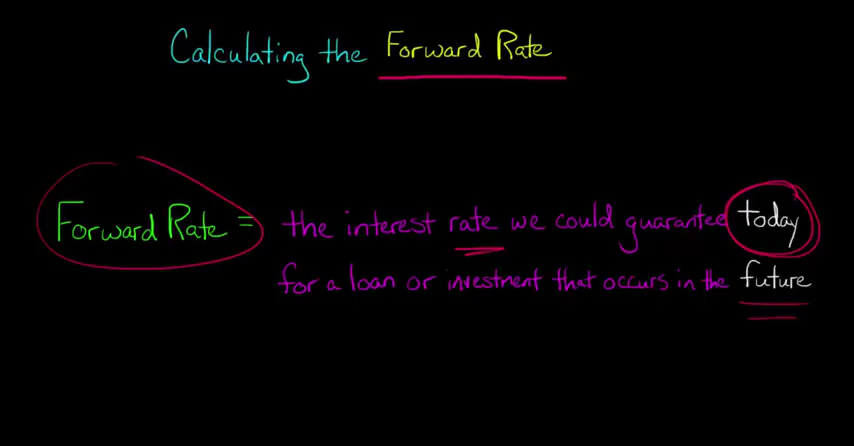 Calculating the Forward Rate
Forward Rate = the interest rate we could guarantee today
for a loan or investment that occurs in the future